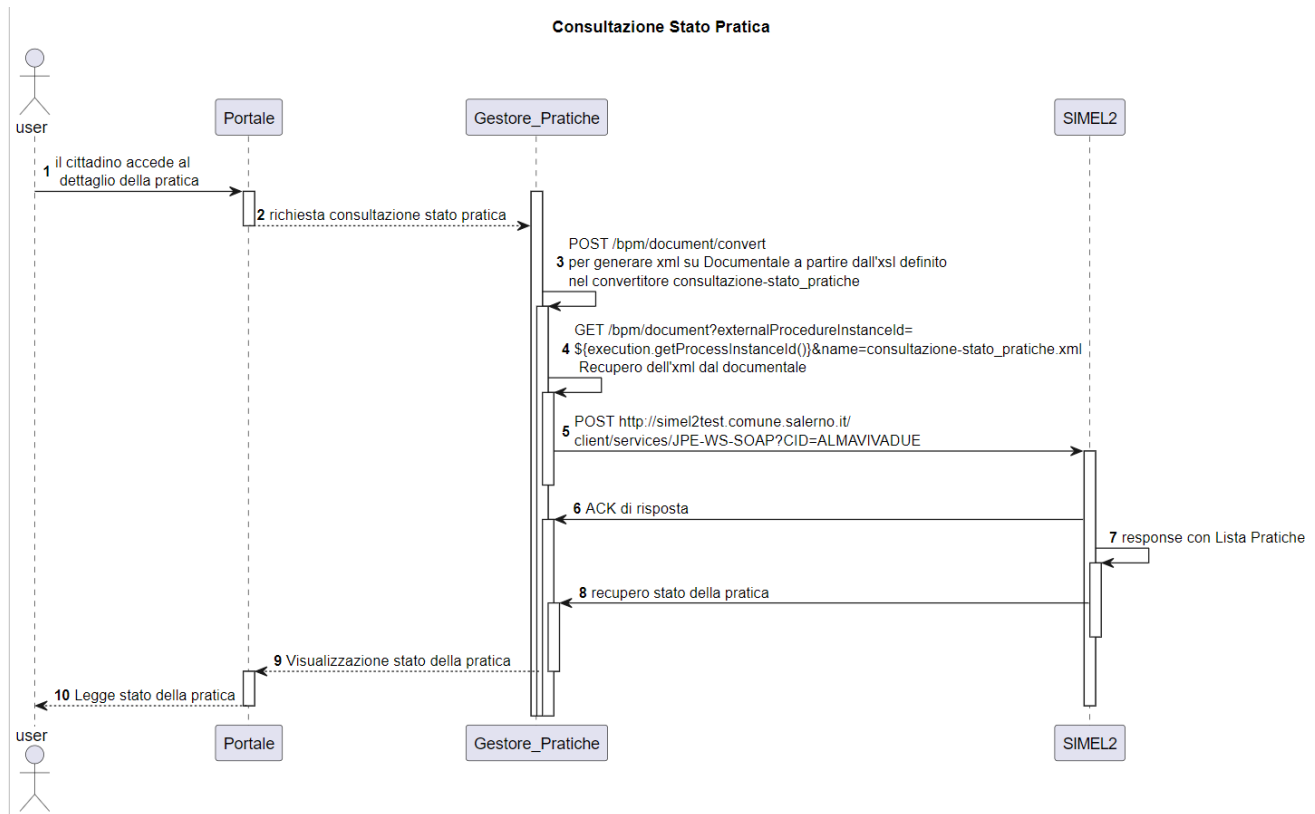 Consultazione Stato Pratica
user
Portale
Gestore_Pratiche
SIMEL2
1 il cittadino accede al
dettaglio della pratica
2 richiesta consultazione stato pratica
POST /bpm/document/convert
3 per generare xml su Documentale a partire dall'xsl definito
nel convertitore consultazione-stato_pratiche
GET /bpm/document?externalProcedureInstanceId=
4 ${execution.getProcessInstanceId()}&name=consultazione-stato_pratiche.xml
Recupero dell'xml dal documentale
5 POST http://simel2test.comune.salerno.it/
client/services/JPE-WS-SOAP?CID=ALMAVIVADUE
6 ACK di risposta
7 response con Lista Pratiche
8 recupero stato della pratica
9 Visualizzazione stato della pratica
10 Legge stato della pratica
user
Portale
Gestore_Pratiche
SIMEL2